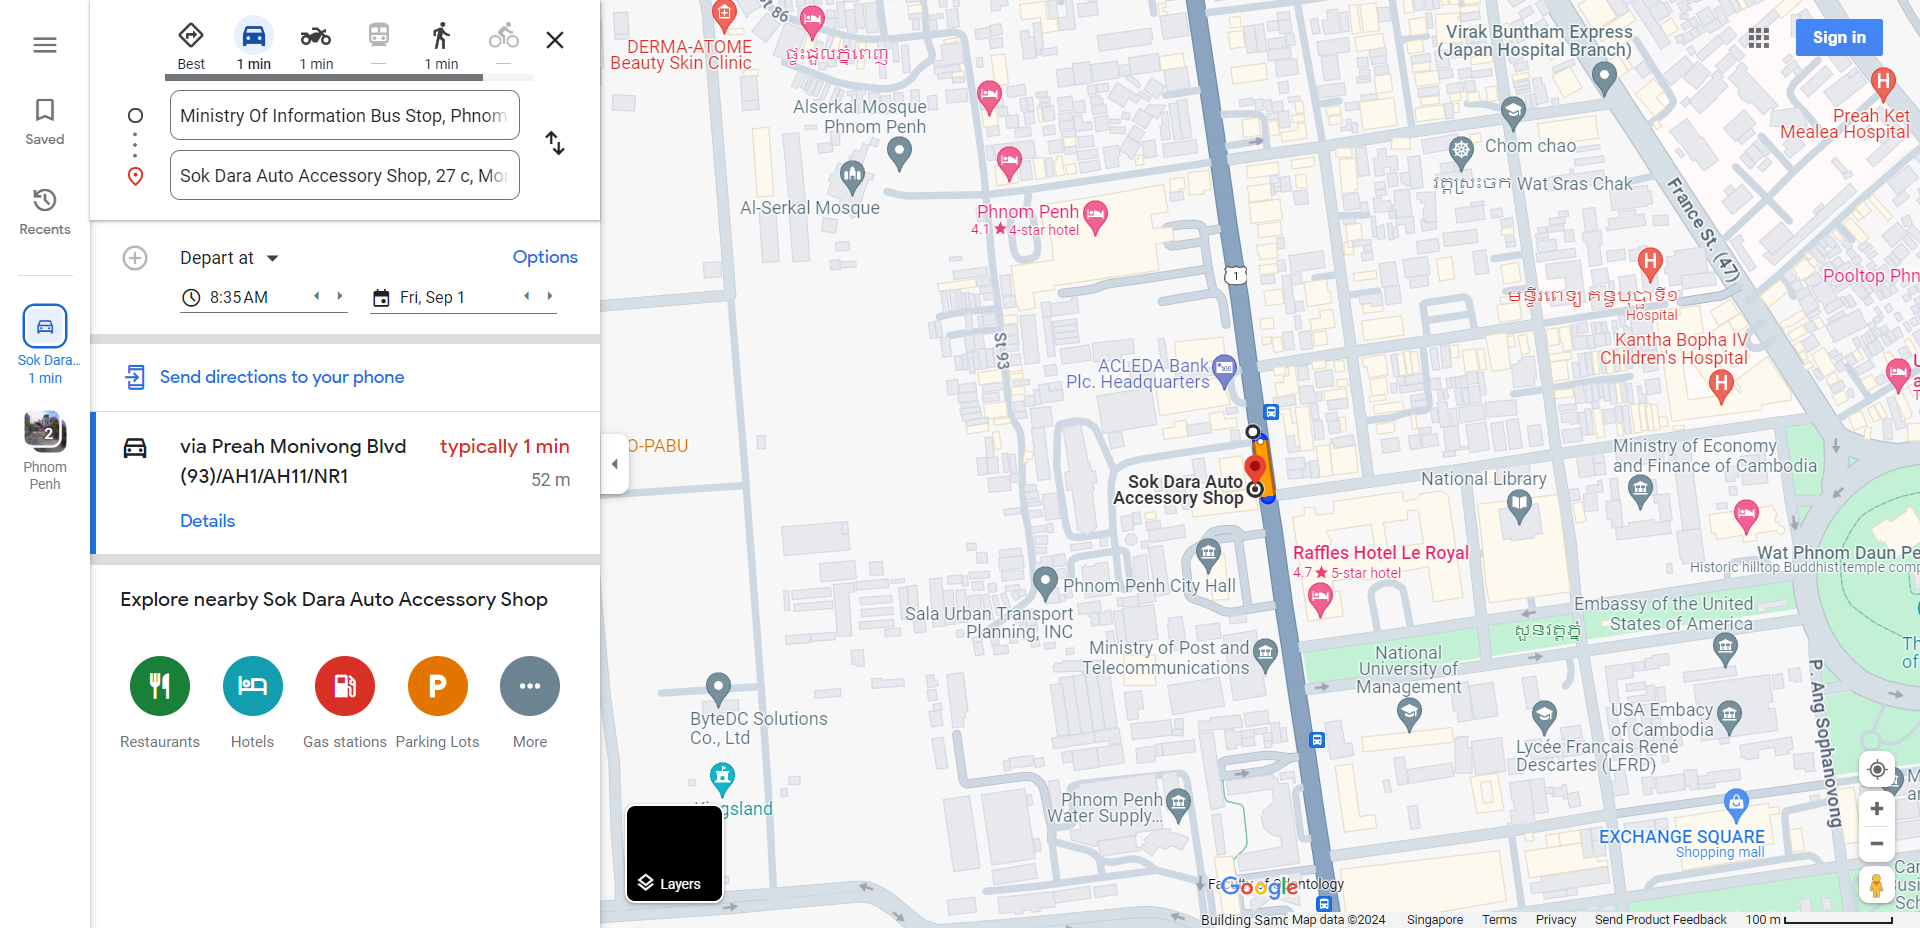 Best
1 min
1 min
—
1 min
—
Ministry Of Information Bus Stop, Phnom
Sok Dara Auto Accessory Shop, 27 c, Mo
Saved
Recents
Sok Dara...
1 min
2
Phnom
Penh
Depart at
Options
8:35 AM
Fri, Sep 1
Send directions to your phone
via Preah Monivong Blvd
(93)/AH1/AH11/NR1
typically 1 min
52 m
Details
Explore nearby Sok Dara Auto Accessory Shop
P
Restaurants
Hotels
Gas stations
Parking Lots
More
St 86
DERMA-ATOME
Beauty Skin Clinic
ផ្ទះជួលភ្នំពេញ
Alserkal Mosque
Phnom Penh
Al-Serkal Mosque
Phnom Penh
4.1 ★ 4-star hotel
1
Virak Buntham Express
(Japan Hospital Branch)
Sign in
H
Preah Ket
Mealea Hospital
Chom chao
វត្តស្រះចក Wat Sras Chak
France St. (47)
H
មន្ទីរពេទ្យ គន្ធបុប្ផាទី១
Hospital
Pooltop Phn
Kantha Bopha IV
Children's Hospital
H
St 93
ACLEDA Bank
Plc. Headquarters
O-PABU
Sok Dara Auto
Accessory Shop
National Library
Ministry of Economy
and Finance of Cambodia
Raffles Hotel Le Royal
4.7 ★ 5-star hotel
Wat Phnom Daun Pe
Historic hilltop Buddhist temple comp
Phnom Penh City Hall
Sala Urban Transport
Planning, INC
Ministry of Post and
Telecommunications
Embassy of the United
States of America
សួនវត្តភ្នំ
National
University of
Management
Th
of
ByteDC Solutions
Co., Ltd
USA Embacy
of Cambodia
Lycée Français René
Descartes (LFRD)
P. Ang Sophanovong
Kingsland
Phnom Penh
Water Supply...
EXCHANGE SQUARE
Shopping mall
Layers
Google
Building Samc
Map data ©2024
Singapore
Terms
Privacy
Send Product Feedback
100 m